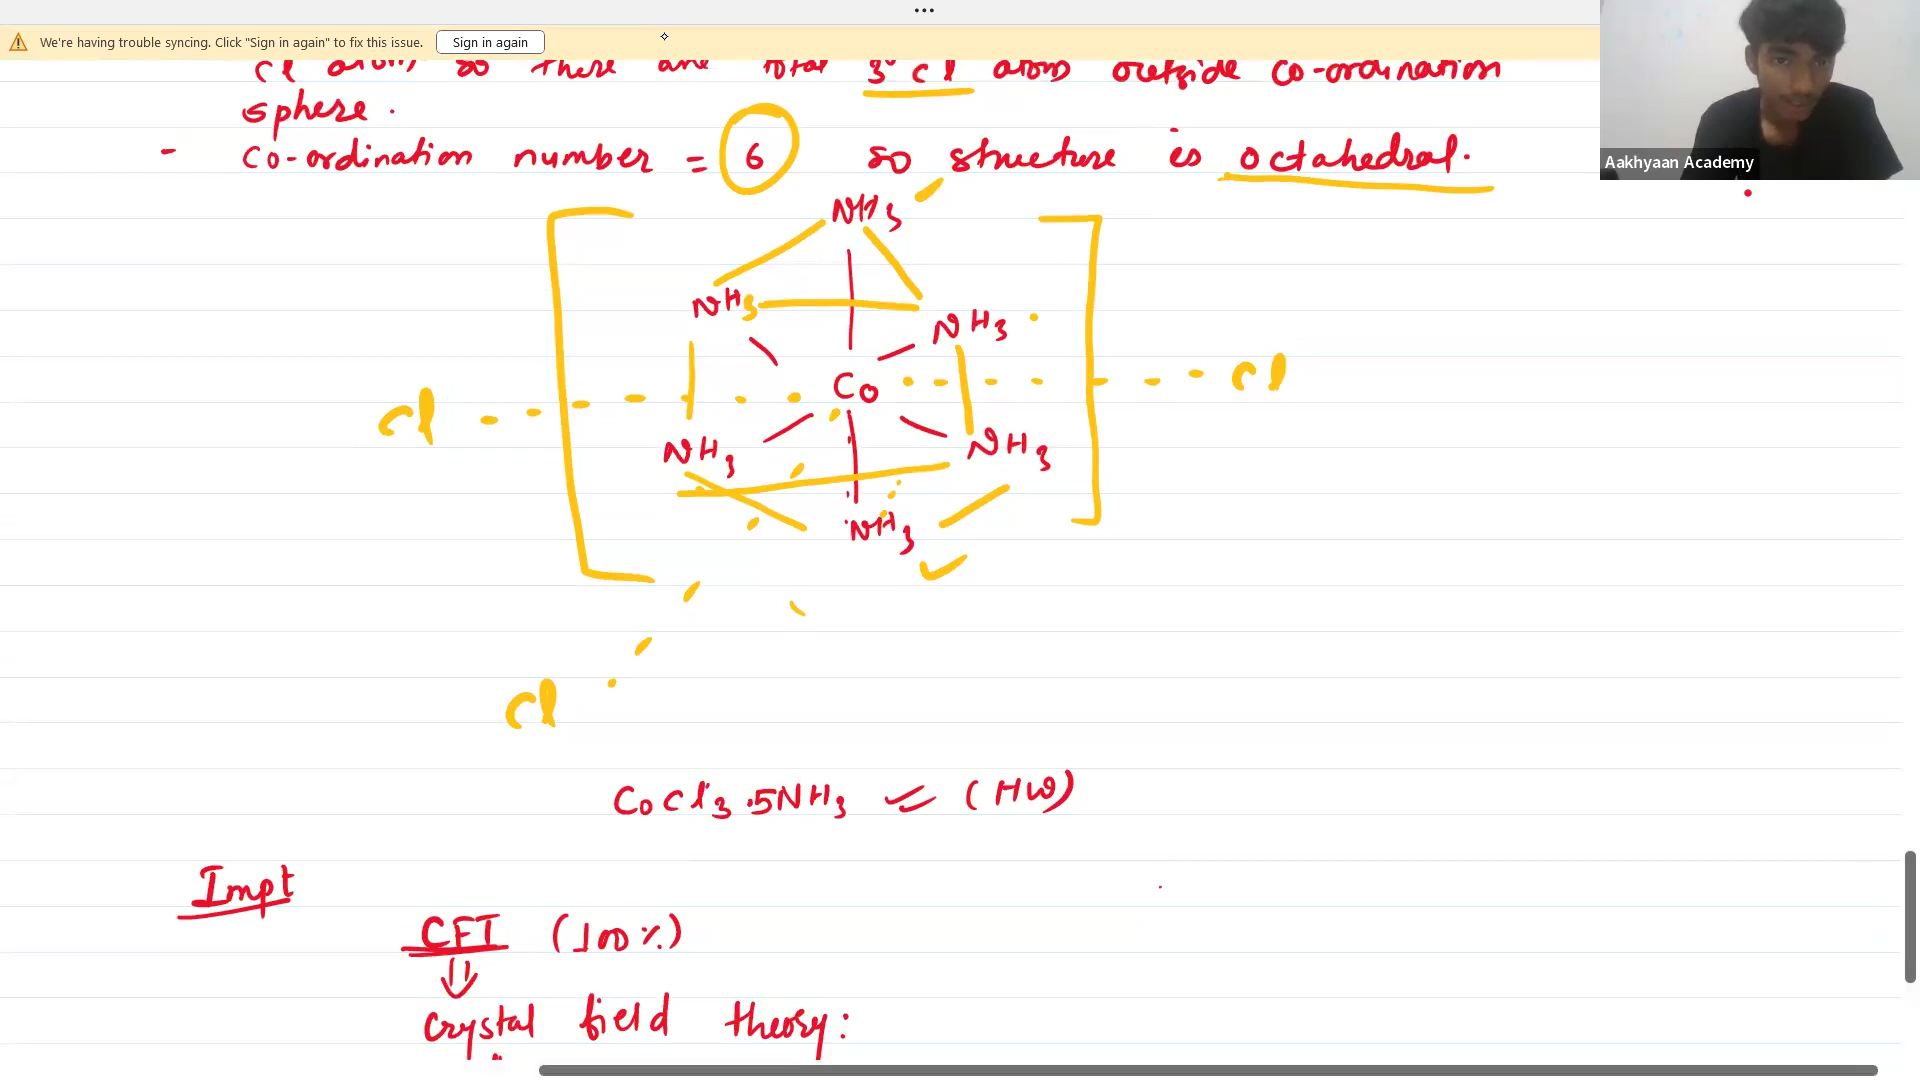 We're having trouble syncing. Click "Sign in again" to fix this issue. Sign in again
cl atom so there are total 3 cl atoms outside co-ordination
sphere.
Aakhyaan Academy
- Co-ordination number = 6 so structure is octahedral.
NH3
NH3
NH3
Co
Cl
Cl
NH3
NH3
NH3
Cl
CoCl3.5NH3 (HW)
Impt
CFT (100%)
crystal field theory: